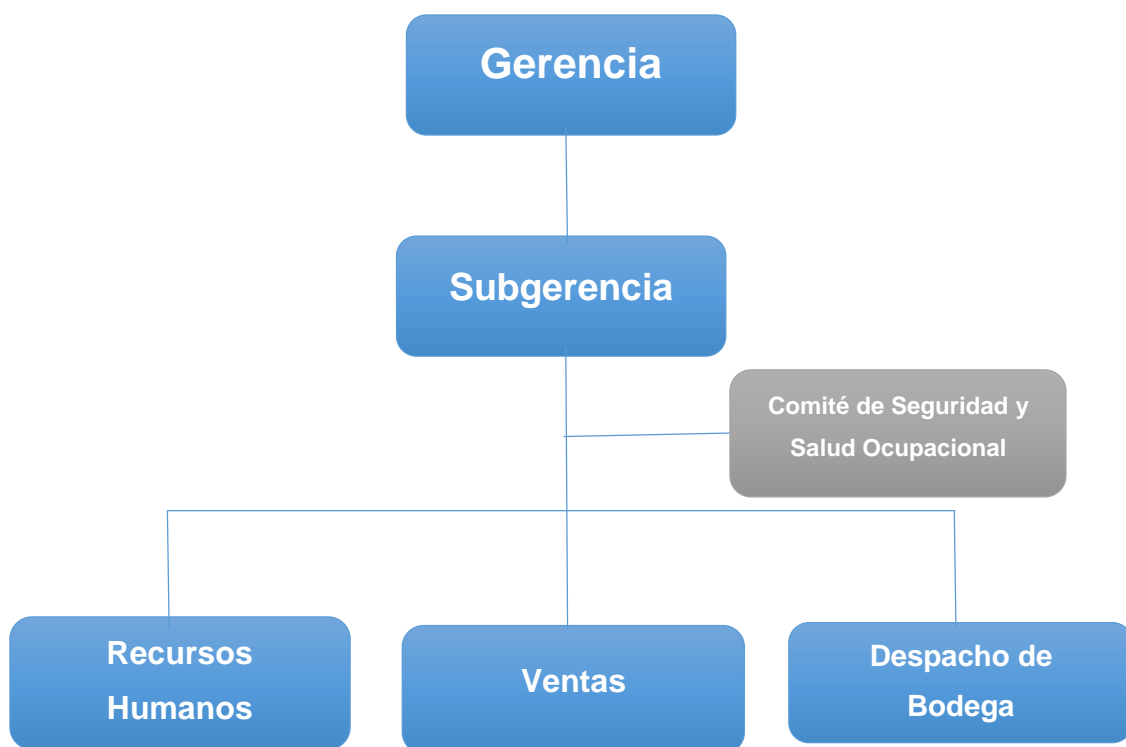 Gerencia
Subgerencia
Comité de Seguridad y
Salud Ocupacional
Recursos
Humanos
Ventas
Despacho de
Bodega